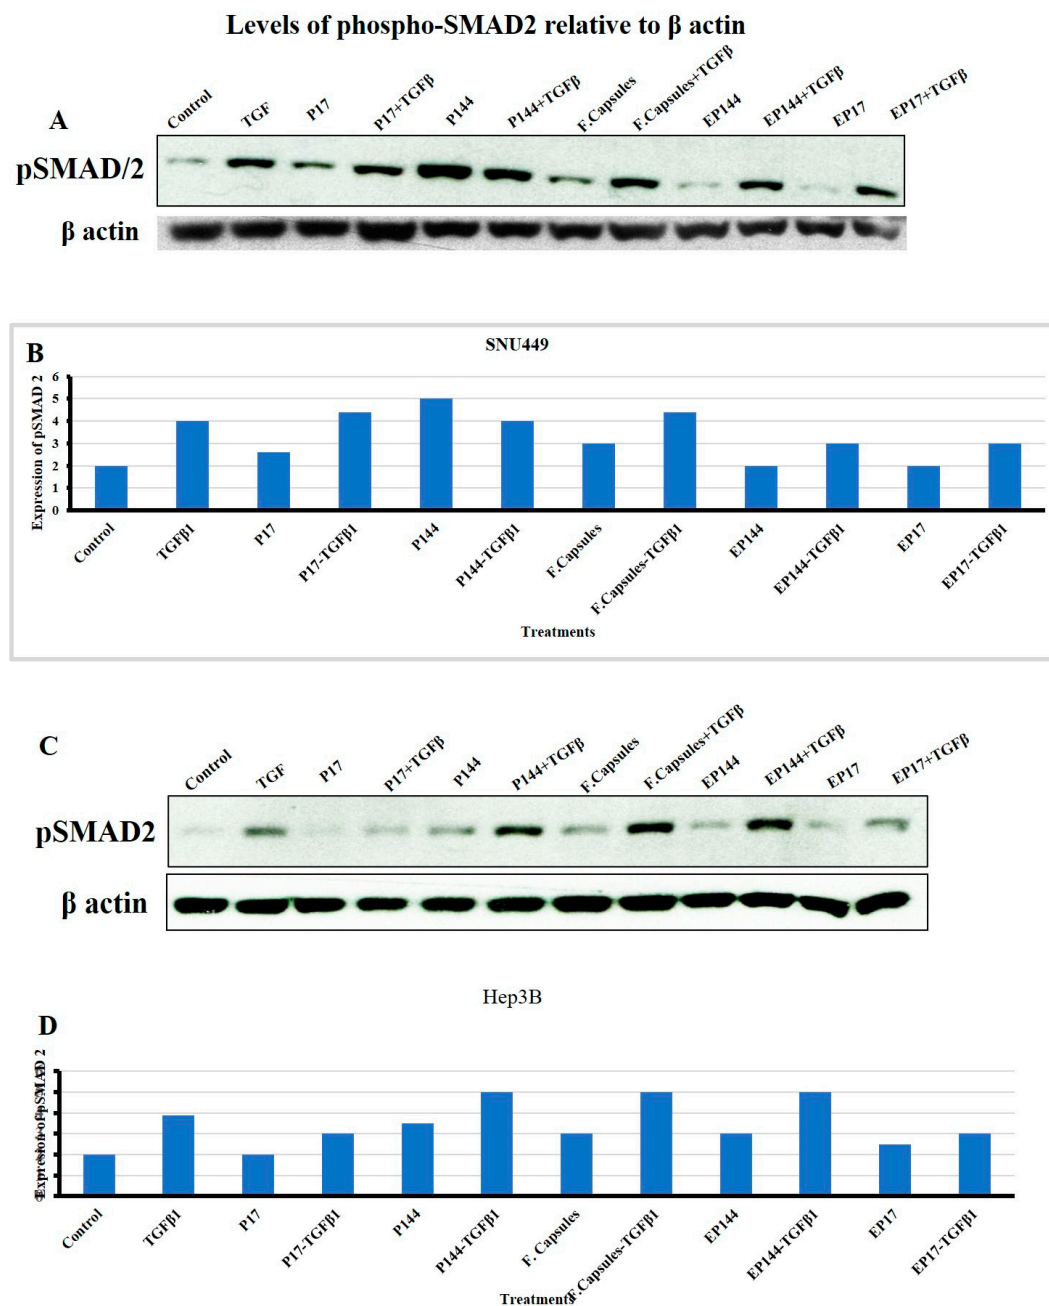 Levels of phospho-SMAD2 relative to β actin
A
Control
TGF
P17
P17+TGFβ
P144
P144+TGFβ
F.Capsules
F.Capsules+TGFβ
EP144
EP144+TGFβ
EP17
EP17+TGFβ
pSMAD/2
β actin
B
SNU449
Expression of pSMAD 2
6
5
4
3
2
1
0
Control
TGFβ1
P17
P17-TGFβ1
P144
P144-TGFβ1
F.Capsules
F.Capsules-TGFβ1
EP144
EP144-TGFβ1
EP17
EP17-TGFβ1
Treatments
C
Control
TGF
P17
P17+TGFβ
P144
P144+TGFβ
F.Capsules
F.Capsules+TGFβ
EP144
EP144+TGFβ
EP17
EP17+TGFβ
pSMAD2
β actin
Hep3B
D
Expression of pSMAD 2
Control
TGFβ1
P17
P17-TGFβ1
P144
P144-TGFβ1
F. Capsules
F.Capsules-TGFβ1
EP144
EP144-TGFβ1
EP17
EP17-TGFβ1
Treatments